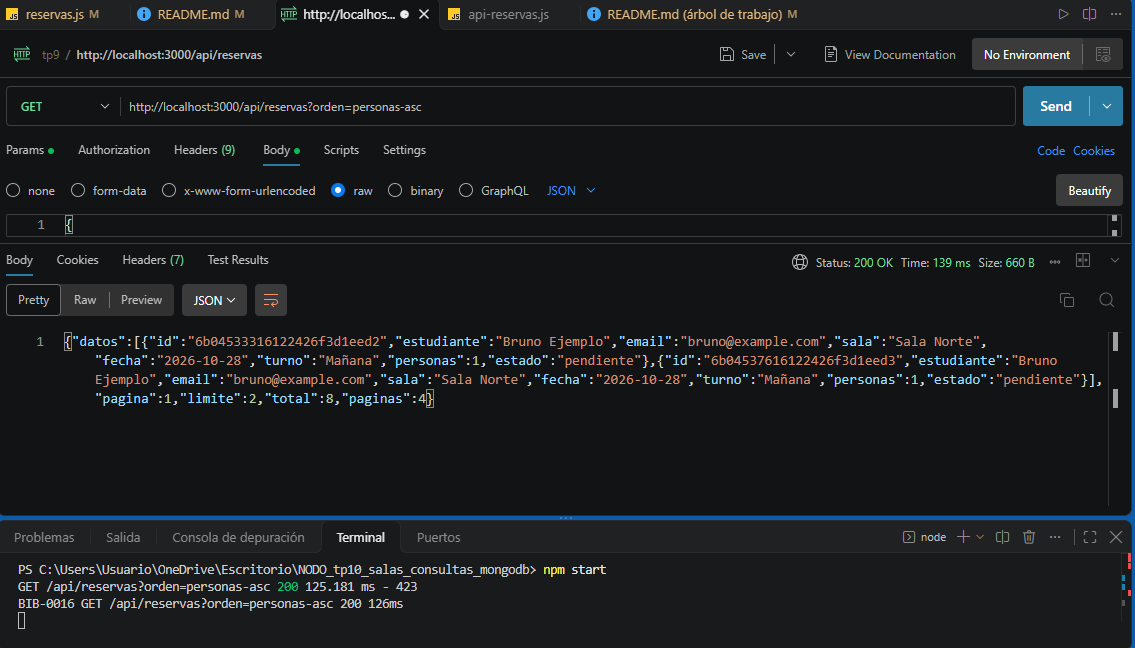 JS reservas.js M README.md M HTTP http://localhos... JS api-reservas.js README.md (árbol de trabajo) M
HTTP tp9 / http://localhost:3000/api/reservas Save View Documentation No Environment
GET http://localhost:3000/api/reservas?orden=personas-asc Send
Params Authorization Headers (9) Body Scripts Settings Code Cookies
none form-data x-www-form-urlencoded raw binary GraphQL JSON Beautify
1 {
Body Cookies Headers (7) Test Results Status: 200 OK Time: 139 ms Size: 660 B
Pretty Raw Preview JSON
1 {"datos":[{"id":"6b04533316122426f3d1eed2","estudiante":"Bruno Ejemplo","email":"bruno@example.com","sala":"Sala Norte",
"fecha":"2026-10-28","turno":"Mañana","personas":1,"estado":"pendiente"},{"id":"6b04537616122426f3d1eed3","estudiante":"Bruno
Ejemplo","email":"bruno@example.com","sala":"Sala Norte","fecha":"2026-10-28","turno":"Mañana","personas":1,"estado":"pendiente"}],
"pagina":1,"limite":2,"total":8,"paginas":4}
Problemas Salida Consola de depuración Terminal Puertos node
PS C:\Users\Usuario\OneDrive\Escritorio\NODO_tp10_salas_consultas_mongodb> npm start
GET /api/reservas?orden=personas-asc 200 125.181 ms - 423
BIB-0016 GET /api/reservas?orden=personas-asc 200 126ms